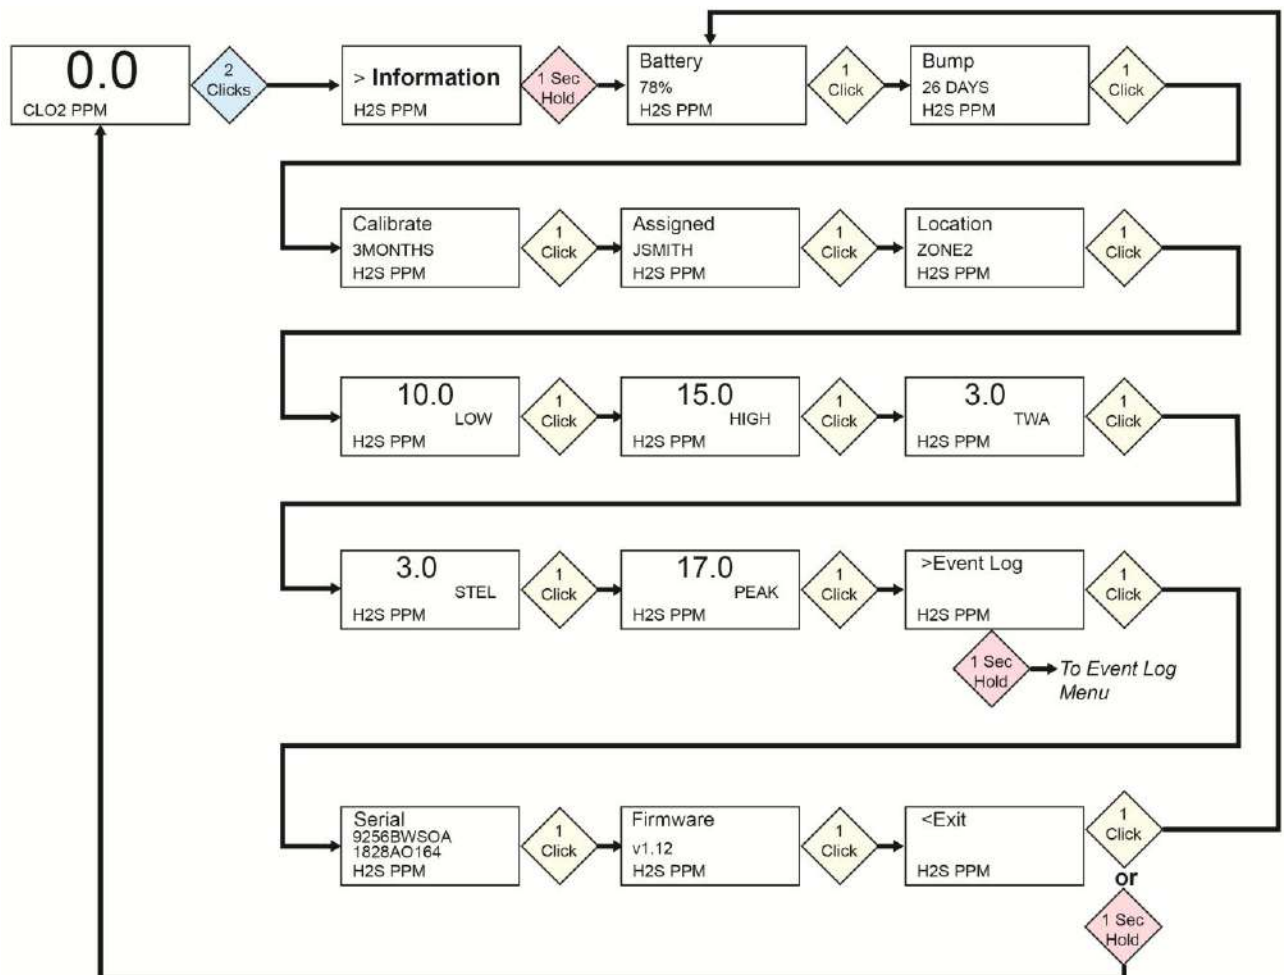 0.0
CLO2 PPM
2
Clicks
> Information
H2S PPM
1 Sec
Hold
Battery
78%
H2S PPM
1
Click
Bump
26 DAYS
H2S PPM
1
Click
Calibrate
3MONTHS
H2S PPM
1
Click
Assigned
JSMITH
H2S PPM
1
Click
Location
ZONE2
H2S PPM
1
Click
10.0
LOW
H2S PPM
1
Click
15.0
HIGH
H2S PPM
1
Click
3.0
TWA
H2S PPM
1
Click
3.0
STEL
H2S PPM
1
Click
17.0
PEAK
H2S PPM
1
Click
>Event Log
H2S PPM
1
Click
1 Sec
Hold
To Event Log
Menu
Serial
9256BWSOA
1828AO164
H2S PPM
1
Click
Firmware
v1.12
H2S PPM
1
Click
<Exit
H2S PPM
1
Click
or
1 Sec
Hold